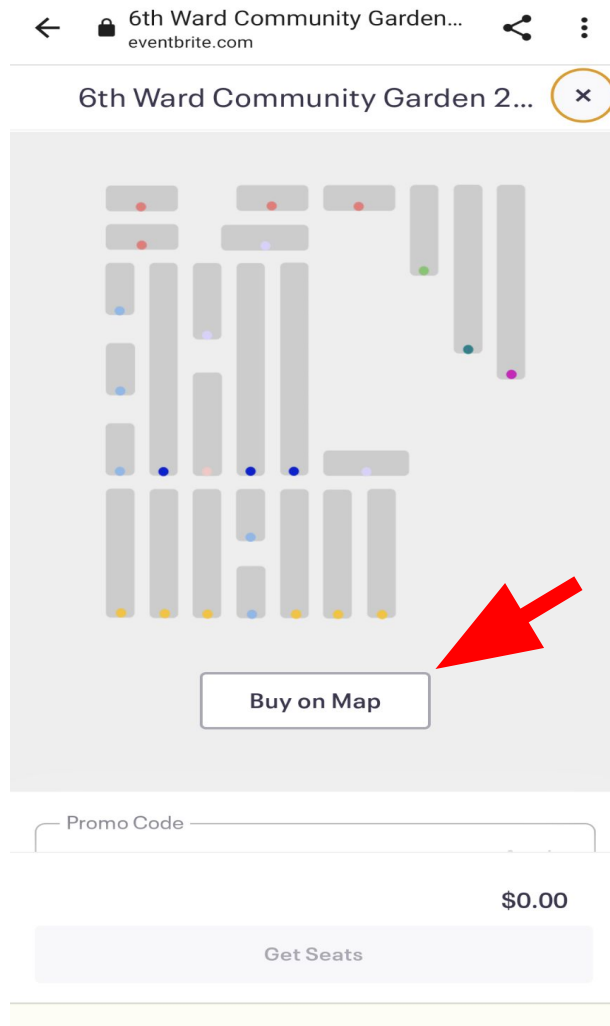 6th Ward Community Garden...
eventbrite.com
6th Ward Community Garden 2...
Buy on Map
Promo Code
$0.00
Get Seats